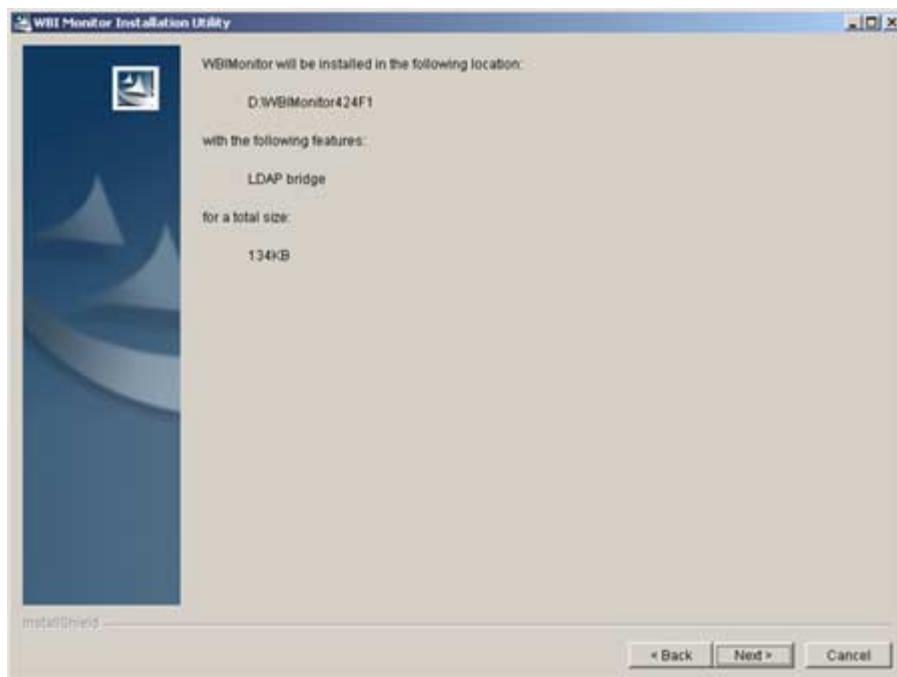 WBI Monitor Installation Utility
WBIMonitor will be installed in the following location:
D:\WBIMonitor424F1
with the following features:
LDAP bridge
for a total size:
134KB
InstallShield
< Back
Next >
Cancel